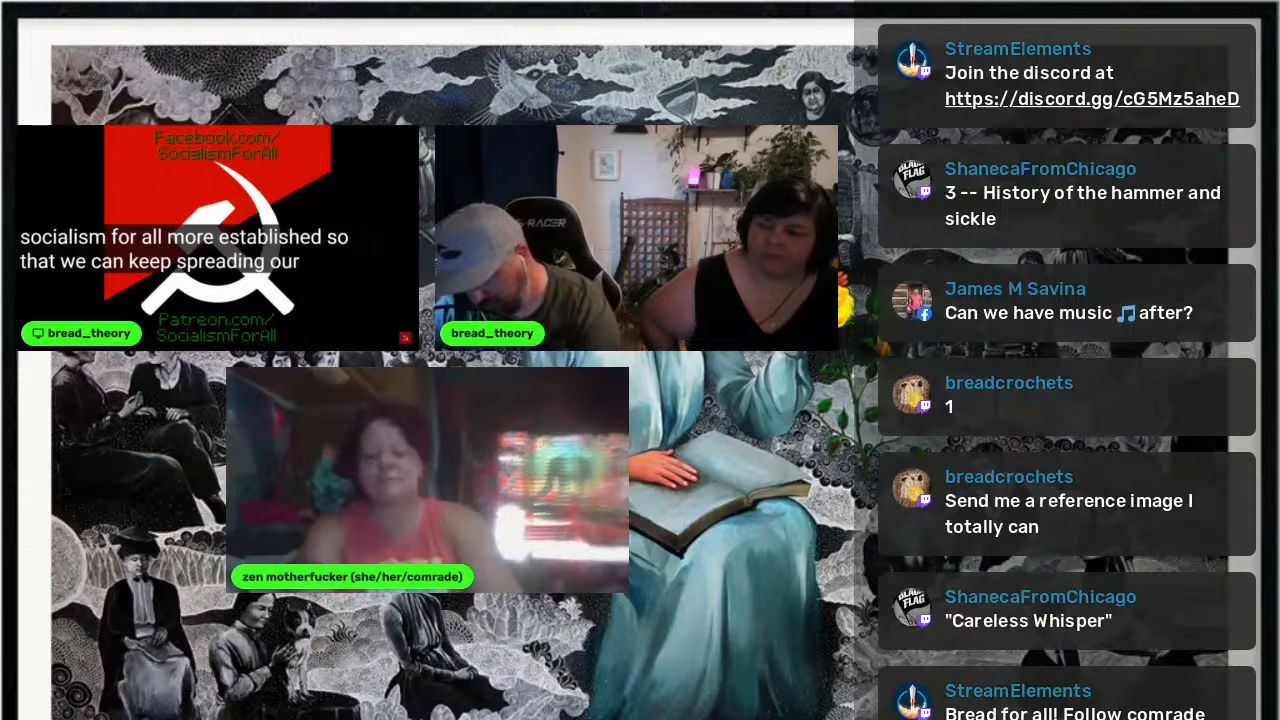 Facebook.com/
SocialismForAll
socialism for all more established so
that we can keep spreading our
Patreon.com/
SocialismForAll
bread_theory
RACER
bread_theory
zen motherfucker (she/her/comrade)
StreamElements
Join the discord at
https://discord.gg/cG5Mz5aheD
ShanecaFromChicago
3 -- History of the hammer and
sickle
James M Savina
Can we have music 🎵 after?
breadcrochets
1
breadcrochets
Send me a reference image I
totally can
ShanecaFromChicago
"Careless Whisper"
StreamElements
Bread for all! Follow comrade